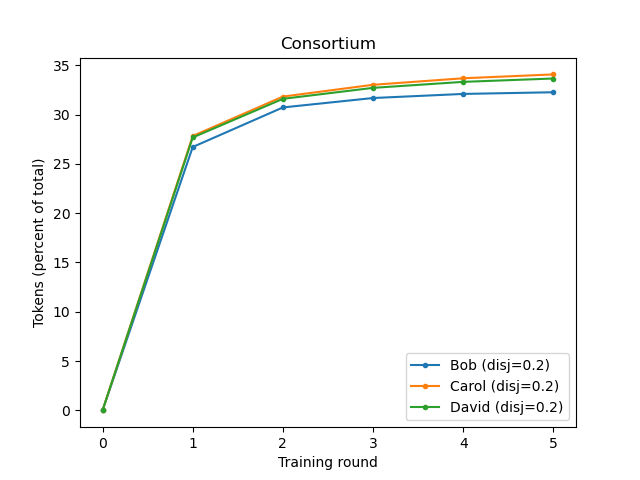 Consortium
Tokens (percent of total)
35
30
25
20
15
10
5
0
0 1 2 3 4 5
Training round
Bob (disj=0.2)
Carol (disj=0.2)
David (disj=0.2)